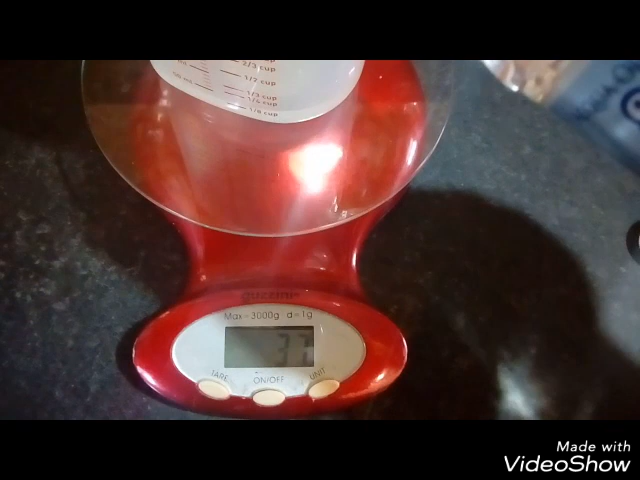 2/3 CUP
1/2 CUP
1/3 CUP
1/4 CUP
1/8 CUP
Max=3000g d=1g
37
TARE
ON/OFF
UNIT
Made with
VideoShow